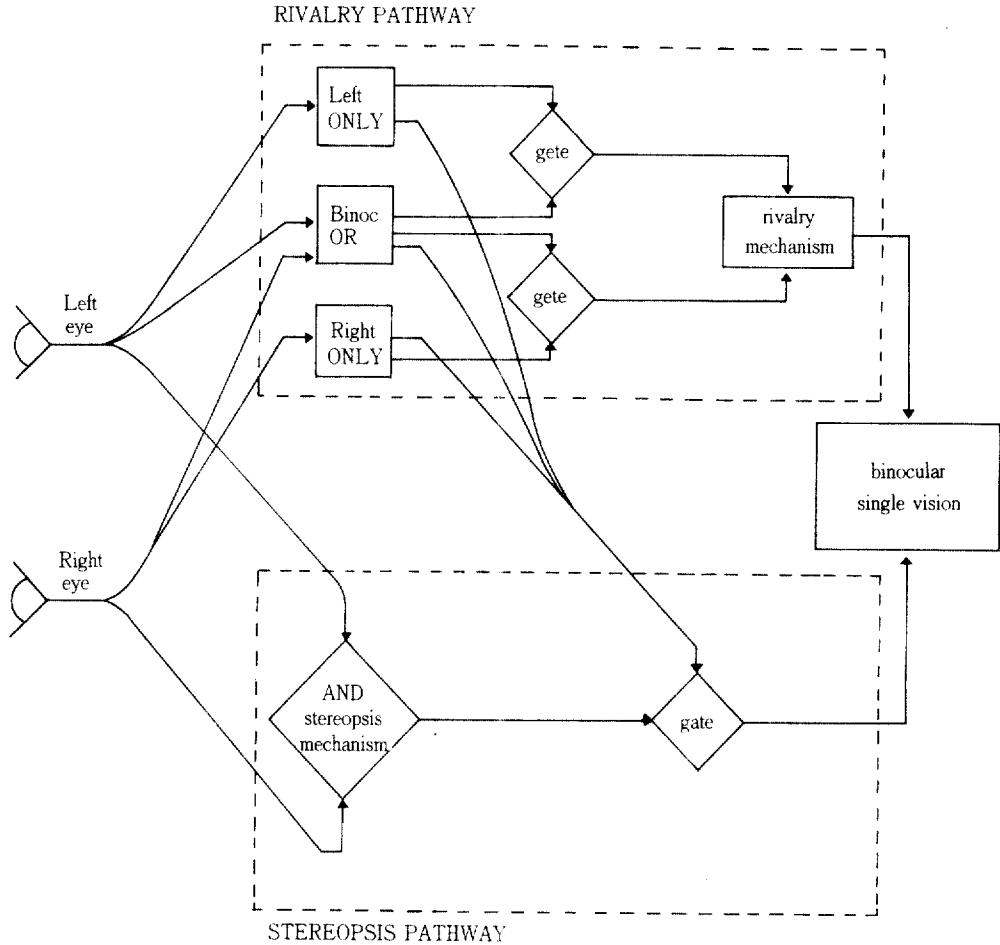 RIVALRY PATHWAY
Left
ONLY
gete
Binoc
OR
rivalry
mechanism
gete
Left
eye
Right
ONLY
binocular
single vision
Right
eye
AND
stereopsis
mechanism
gate
STEREOPSIS PATHWAY